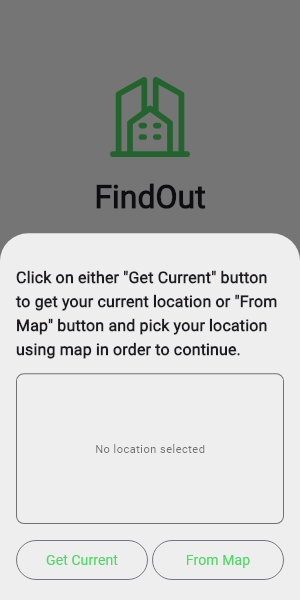 FindOut
Click on either "Get Current" button
to get your current location or "From
Map" button and pick your location
using map in order to continue.
No location selected
Get Current
From Map